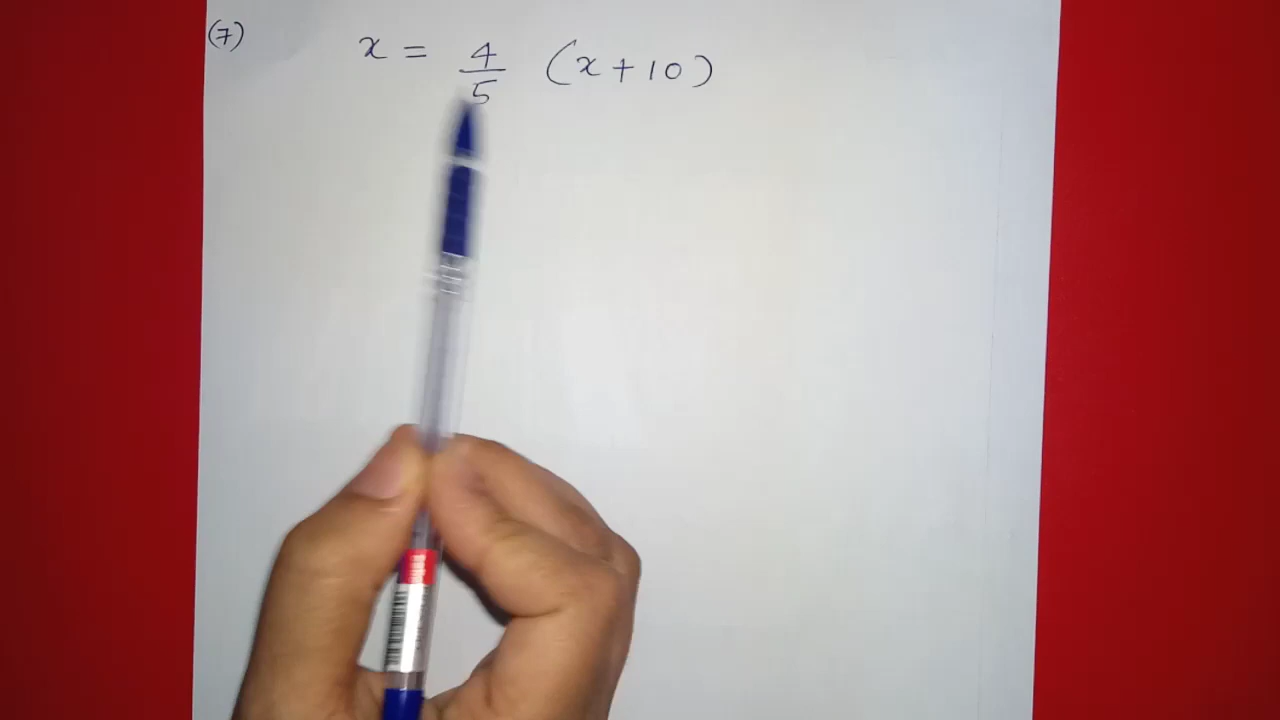 (7) x = 4/5 (x+10)